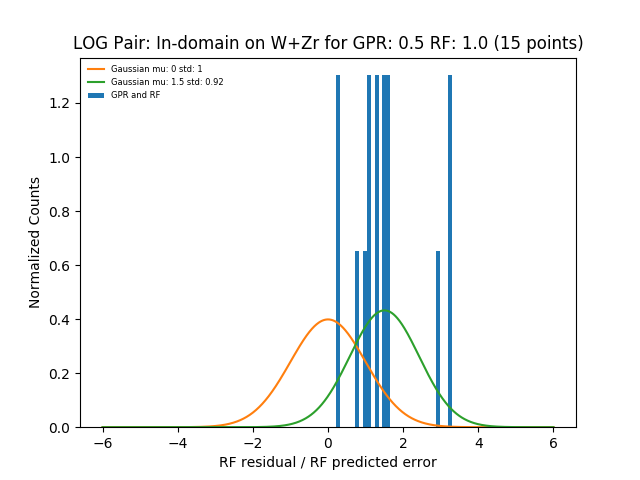 LOG Pair: In-domain on W+Zr for GPR: 0.5 RF: 1.0 (15 points)
Gaussian mu: 0 std: 1
Gaussian mu: 1.5 std: 0.92
GPR and RF
Normalized Counts
1.2
1.0
0.8
0.6
0.4
0.2
0.0
−6 −4 −2 0 2 4 6
RF residual / RF predicted error